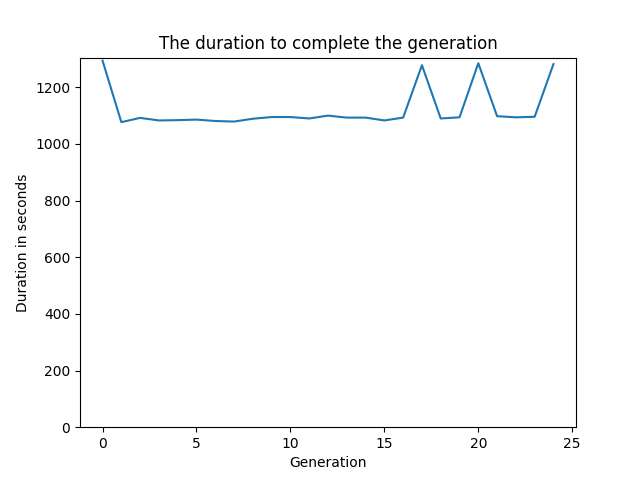 The duration to complete the generation
1200
1000
800
600
400
200
0
Duration in seconds
0 5 10 15 20 25
Generation